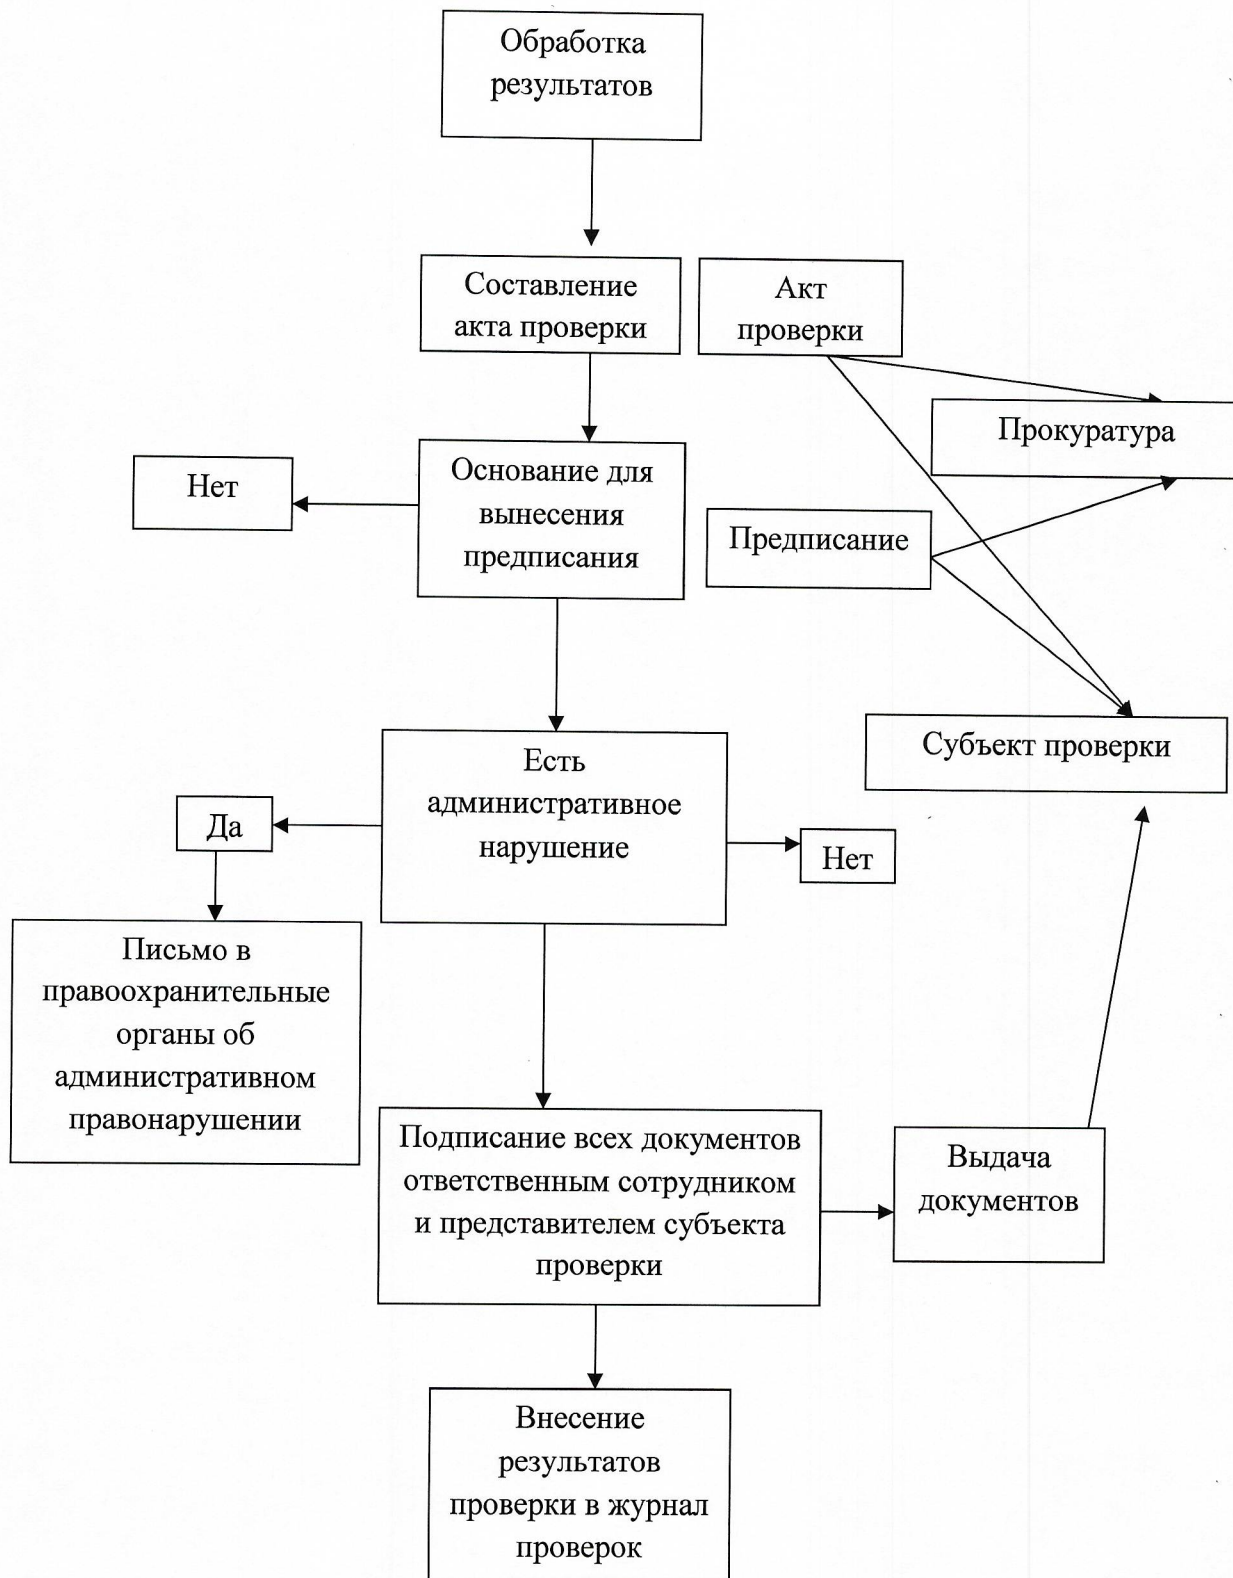 Обработка
результатов
Составление
акта проверки
Акт
проверки
Прокуратура
Нет
Основание для
вынесения
предписания
Предписание
Субъект проверки
Есть
административное
нарушение
Да
Нет
Письмо в
правоохранительные
органы об
административном
правонарушении
Подписание всех документов
ответственным сотрудником
и представителем субъекта
проверки
Выдача
документов
Внесение
результатов
проверки в журнал
проверок